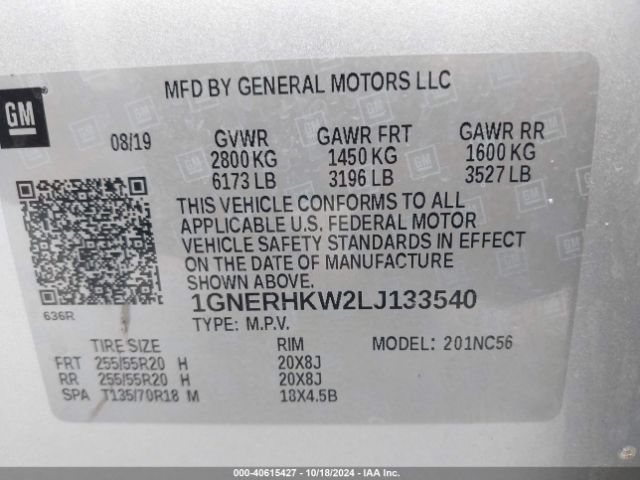 MFD BY GENERAL MOTORS LLC
GM
08/19 GVWR GAWR FRT GAWR RR
2800 KG 1450 KG 1600 KG
6173 LB 3196 LB 3527 LB
THIS VEHICLE CONFORMS TO ALL
APPLICABLE U.S. FEDERAL MOTOR
VEHICLE SAFETY STANDARDS IN EFFECT
ON THE DATE OF MANUFACTURE
SHOWN ABOVE.
636R
1GNERHKW2LJ133540
TYPE: M.P.V.
TIRE SIZE RIM MODEL: 201NC56
FRT 255/55R20 H 20X8J
RR 255/55R20 H 20X8J
SPA T135/70R18 M 18X4.5B
000-40615427 - 10/18/2024 - IAA Inc.